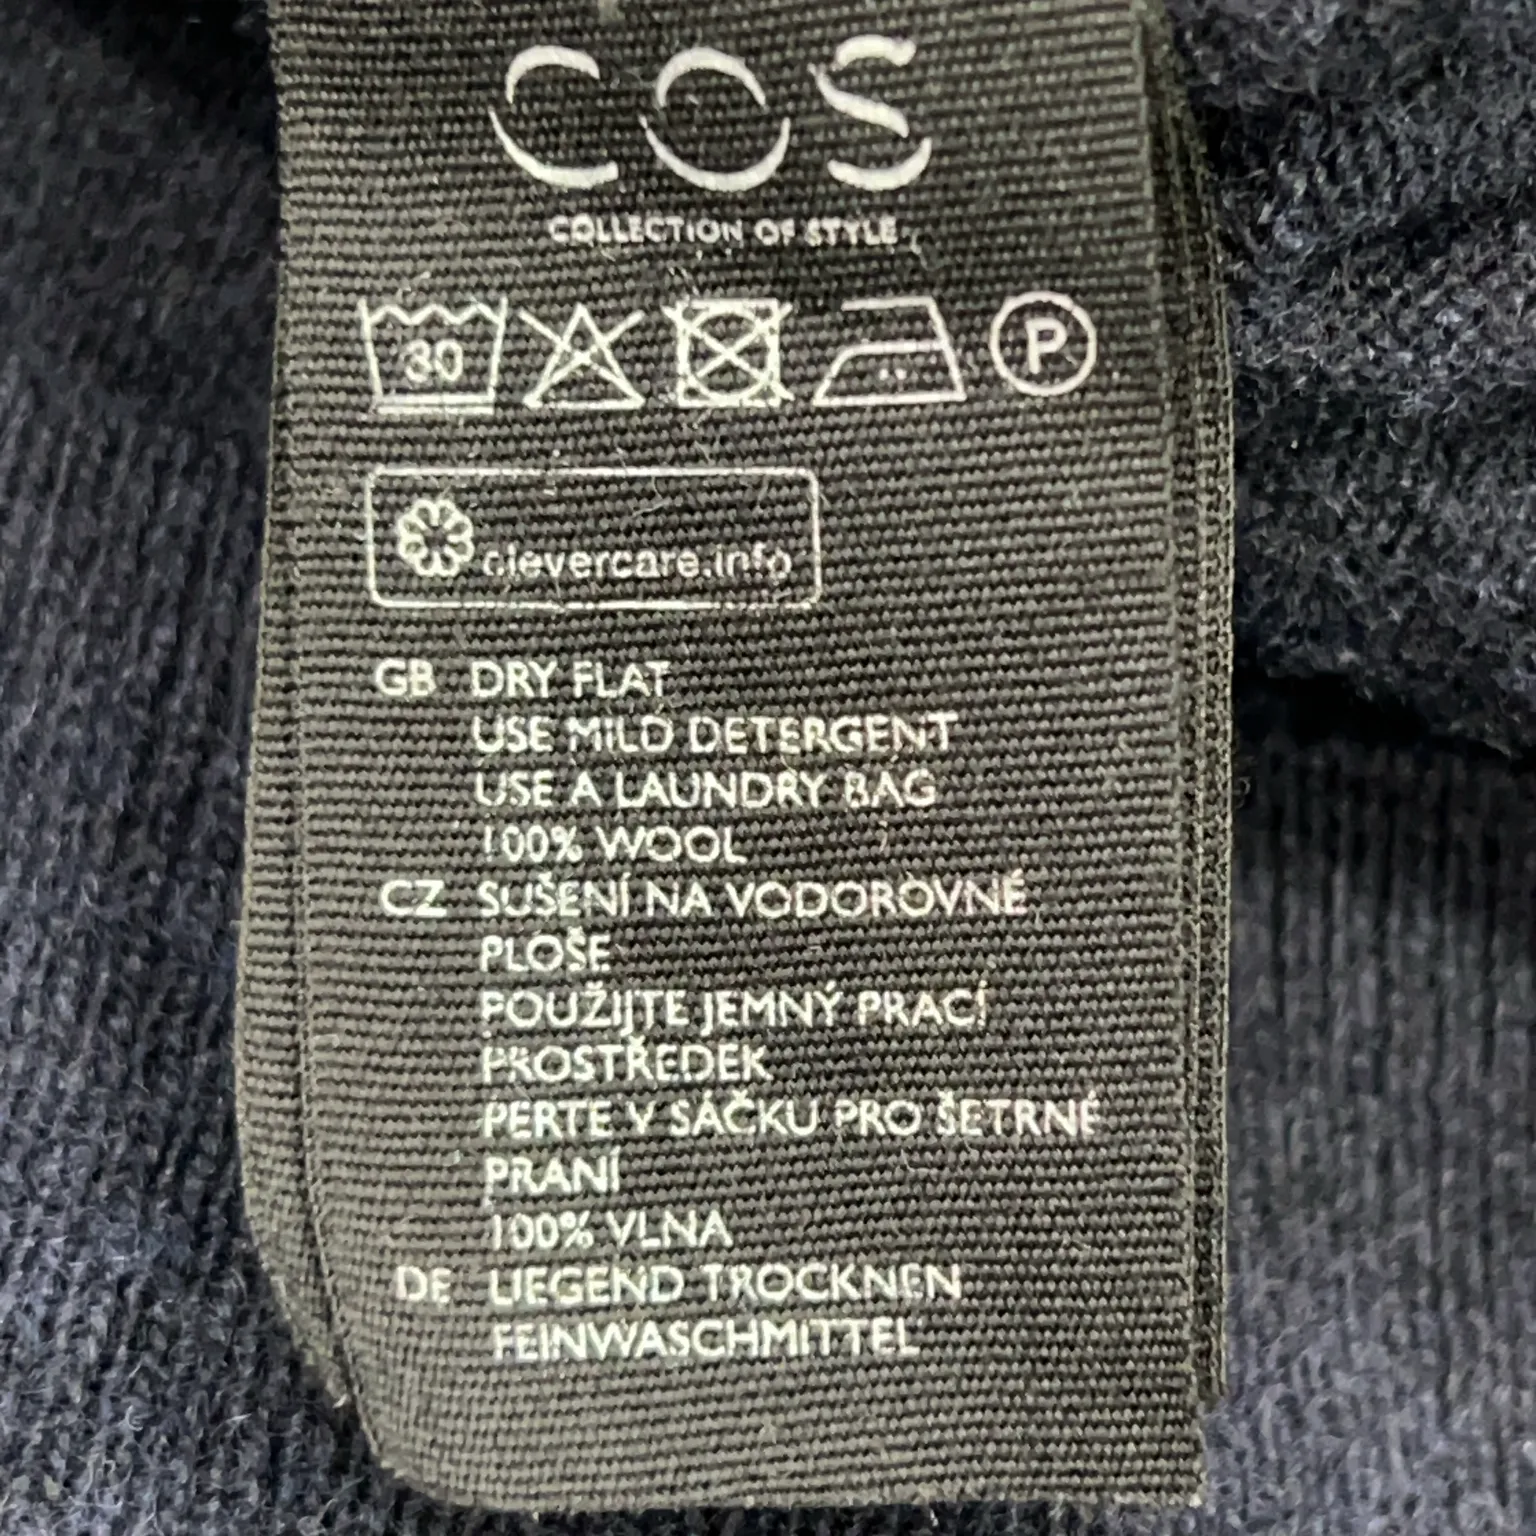 COS
COLLECTION OF STYLE
30 P
clevercare.info
GB DRY FLAT
USE MILD DETERGENT
USE A LAUNDRY BAG
100% WOOL
CZ SUŠENÍ NA VODOROVNÉ
PLOŠE
POUŽIJTE JEMNÝ PRACÍ
PROSTŘEDEK
PERTE V SÁČKU PRO ŠETRNÉ
PRANÍ
100% VLNA
DE LIEGEND TROCKNEN
FEINWASCHMITTEL